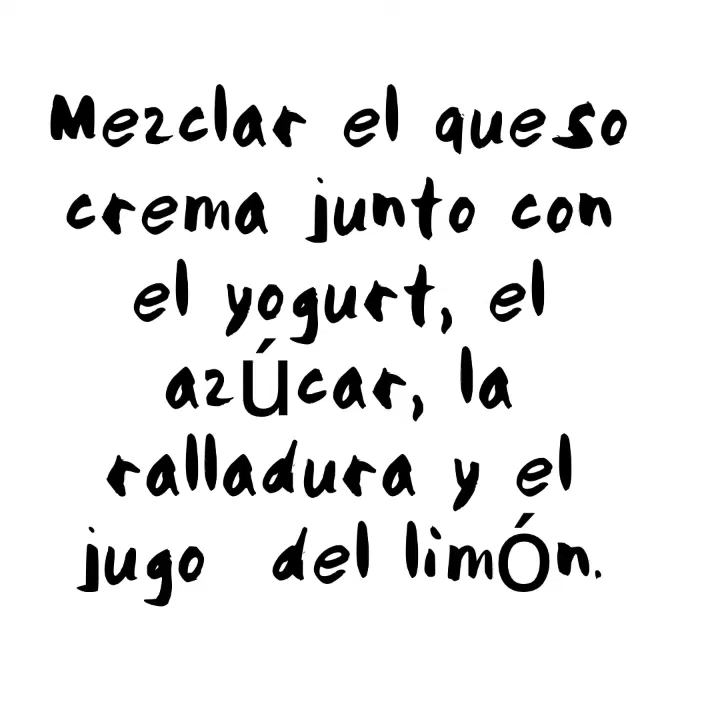 Mezclar el queso
crema junto con
el yogurt, el
azúcar, la
ralladura y el
jugo del limón.